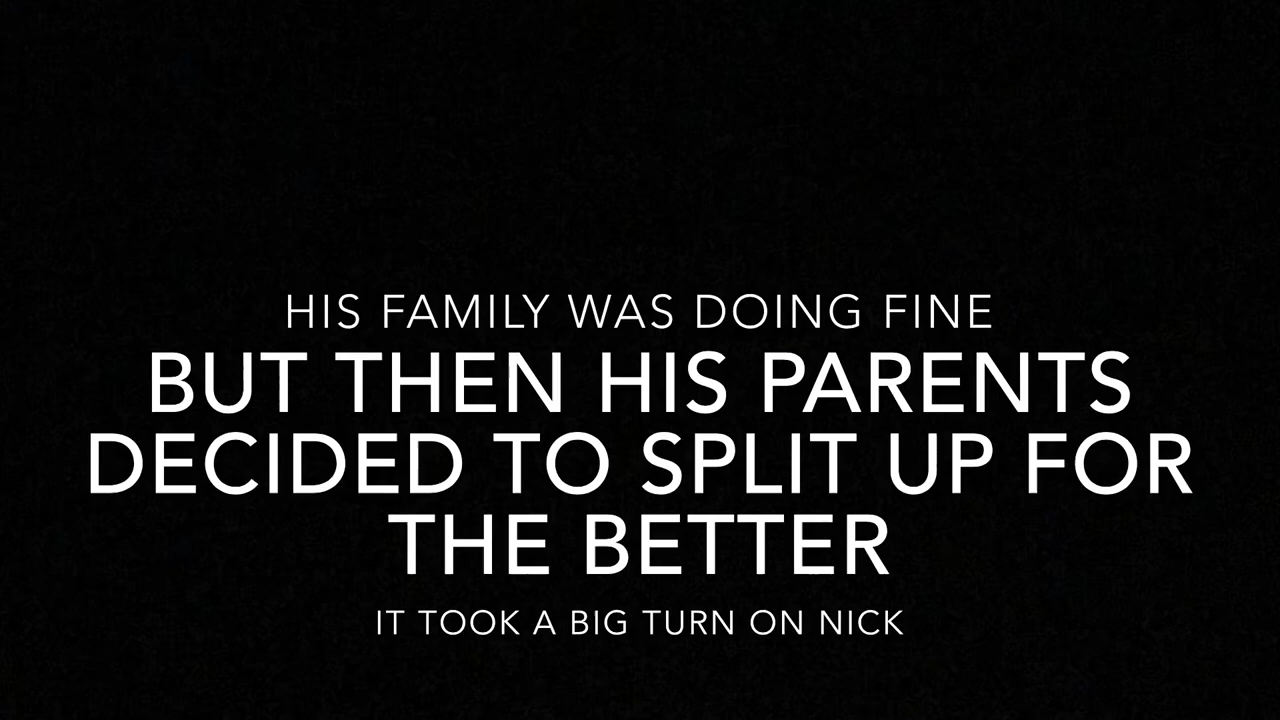 HIS FAMILY WAS DOING FINE
BUT THEN HIS PARENTS
DECIDED TO SPLIT UP FOR
THE BETTER
IT TOOK A BIG TURN ON NICK